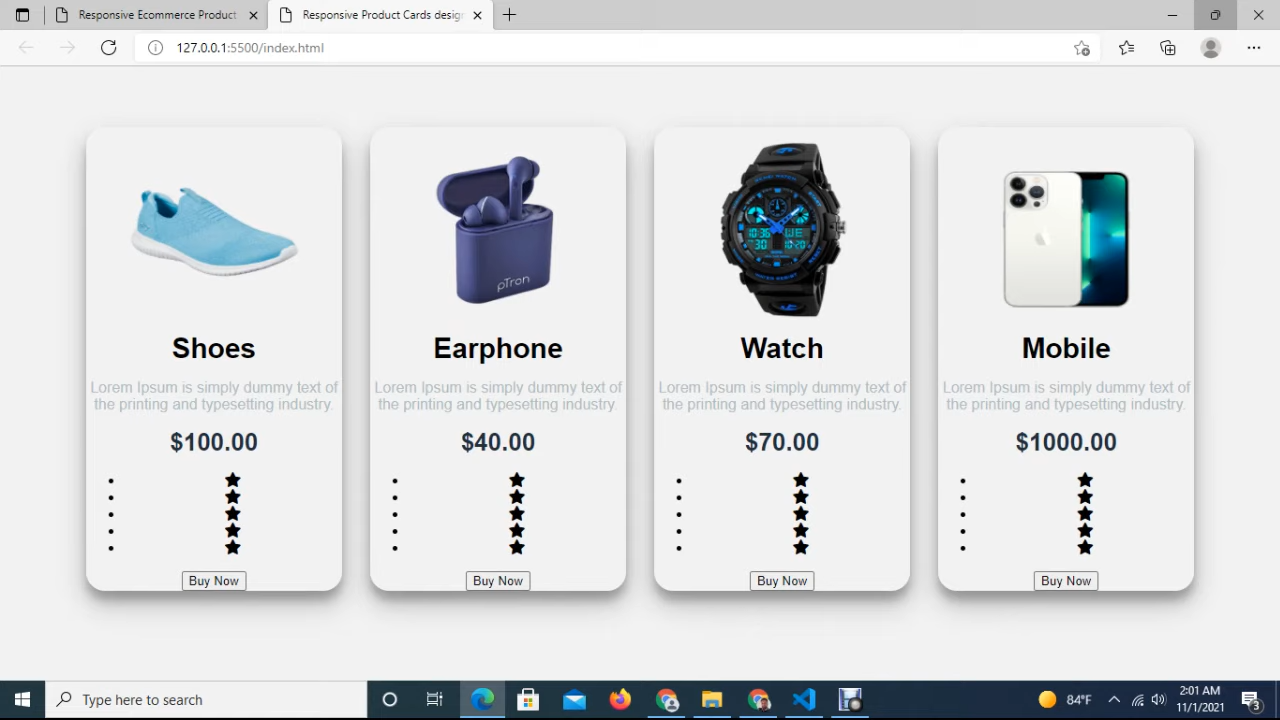 Responsive Ecommerce Product
Responsive Product Cards design
127.0.0.1:5500/index.html
pTron
Shoes
Earphone
Watch
Mobile
Lorem Ipsum is simply dummy text of
the printing and typesetting industry.
Lorem Ipsum is simply dummy text of
the printing and typesetting industry.
Lorem Ipsum is simply dummy text of
the printing and typesetting industry.
Lorem Ipsum is simply dummy text of
the printing and typesetting industry.
$100.00
$40.00
$70.00
$1000.00
Buy Now
Buy Now
Buy Now
Buy Now
Type here to search
84°F
2:01 AM
11/1/2021
3